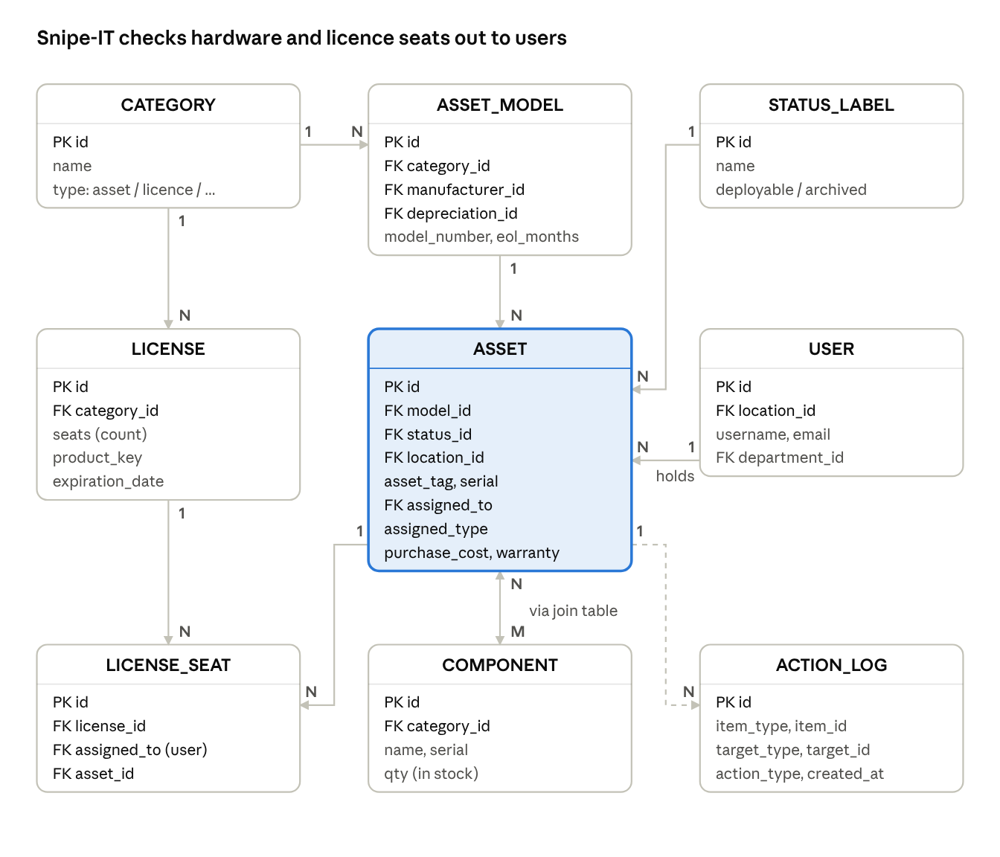 Snipe-IT checks hardware and licence seats out to users
CATEGORY
PK id
name
type: asset / licence / ...
1
N
ASSET_MODEL
PK id
FK category_id
FK manufacturer_id
FK depreciation_id
model_number, eol_months
STATUS_LABEL
PK id
name
deployable / archived
1
1
N
1
N
LICENSE
PK id
FK category_id
seats (count)
product_key
expiration_date
ASSET
PK id
FK model_id
FK status_id
FK location_id
asset_tag, serial
FK assigned_to
assigned_type
purchase_cost, warranty
N
N
1
holds
USER
PK id
FK location_id
username, email
FK department_id
1
N
1
1
N
via join table
M
LICENSE_SEAT
PK id
FK license_id
FK assigned_to (user)
FK asset_id
N
COMPONENT
PK id
FK category_id
name, serial
qty (in stock)
N
ACTION_LOG
PK id
item_type, item_id
target_type, target_id
action_type, created_at